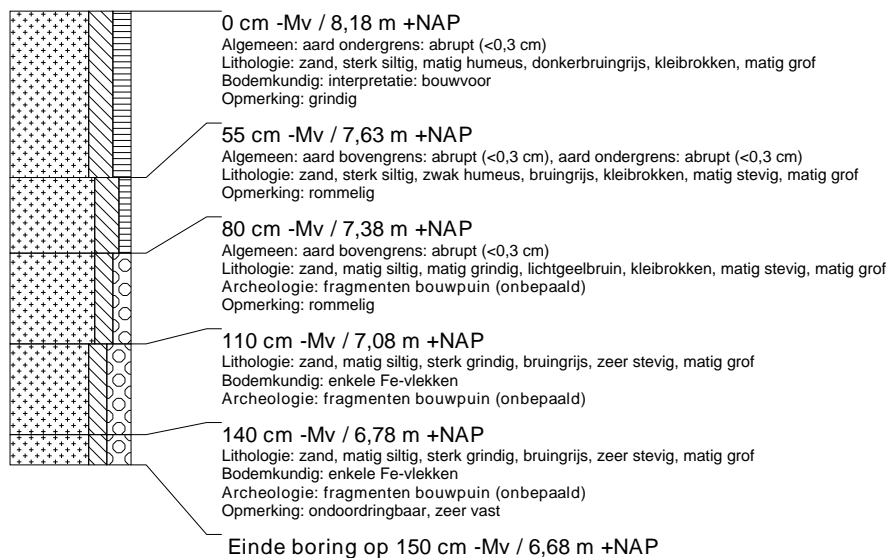 0 cm -Mv / 8,18 m +NAP
Algemeen: aard ondergrens: abrupt (<0,3 cm)
Lithologie: zand, sterk siltig, matig humeus, donkerbruingrijs, kleibrokken, matig grof
Bodemkundig: interpretatie: bouwvoor
Opmerking: grindig
55 cm -Mv / 7,63 m +NAP
Algemeen: aard bovengrens: abrupt (<0,3 cm), aard ondergrens: abrupt (<0,3 cm)
Lithologie: zand, sterk siltig, zwak humeus, bruingrijs, kleibrokken, matig stevig, matig grof
Opmerking: rommelig
80 cm -Mv / 7,38 m +NAP
Algemeen: aard bovengrens: abrupt (<0,3 cm)
Lithologie: zand, matig siltig, matig grindig, lichtgeelbruin, kleibrokken, matig stevig, matig grof
Archeologie: fragmenten bouwpuin (onbepaald)
Opmerking: rommelig
110 cm -Mv / 7,08 m +NAP
Lithologie: zand, matig siltig, sterk grindig, bruingrijs, zeer stevig, matig grof
Bodemkundig: enkele Fe-vlekken
Archeologie: fragmenten bouwpuin (onbepaald)
140 cm -Mv / 6,78 m +NAP
Lithologie: zand, matig siltig, sterk grindig, bruingrijs, zeer stevig, matig grof
Bodemkundig: enkele Fe-vlekken
Archeologie: fragmenten bouwpuin (onbepaald)
Opmerking: ondoordringbaar, zeer vast
Einde boring op 150 cm -Mv / 6,68 m +NAP